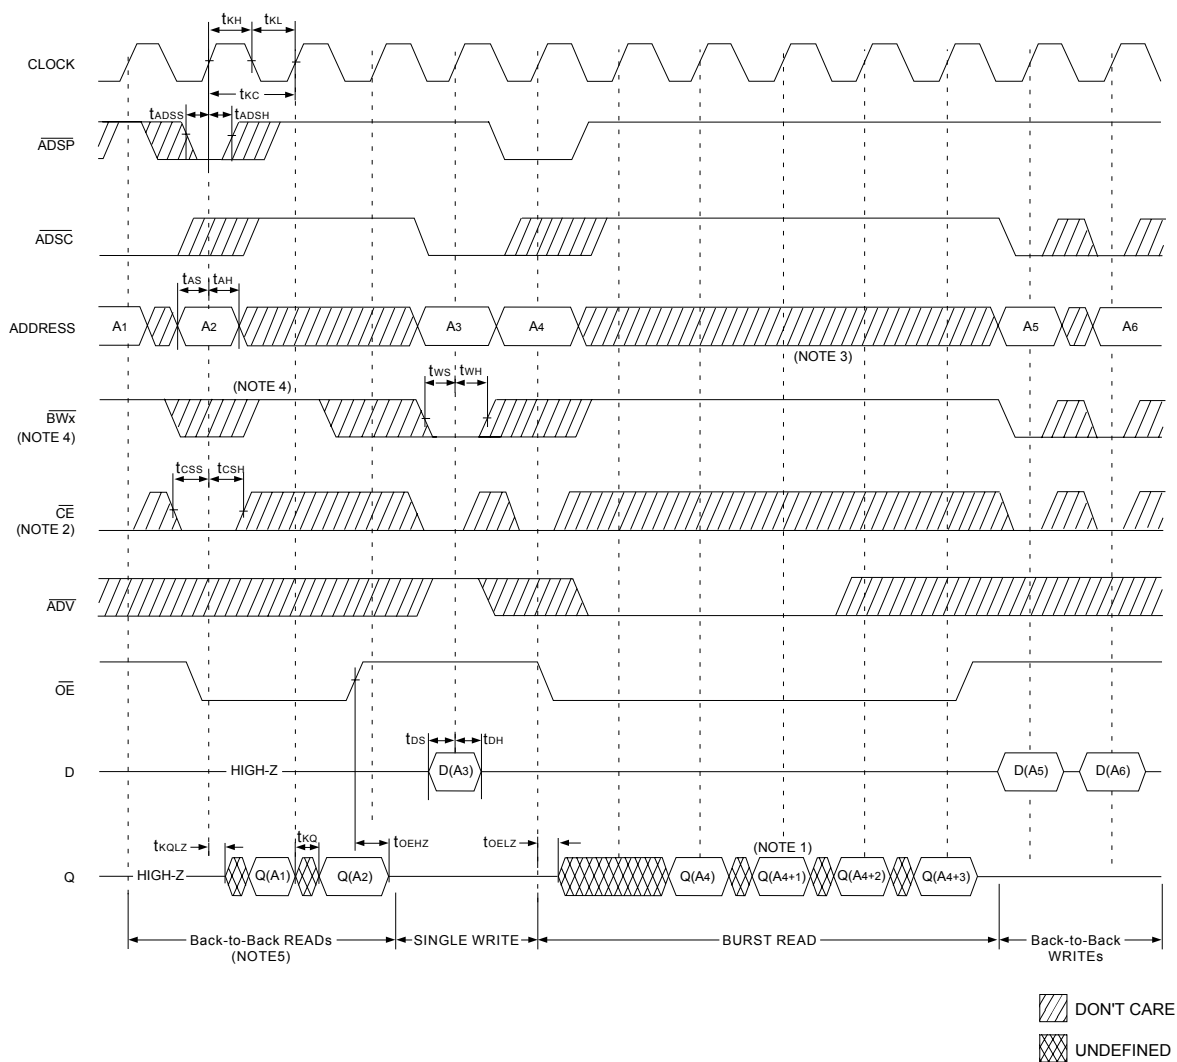 tKH tKL
CLOCK
tKC
tADSS tADSH
ADSP
ADSC
tAS tAH
ADDRESS A1 A2 A3 A4 A5 A6
(NOTE 3)
tWS tWH
(NOTE 4)
BWx
(NOTE 4)
tCSS tCSH
CE
(NOTE 2)
ADV
OE
tDS tDH
D HIGH-Z D(A3) D(A5) D(A6)
tKQLZ tKQ tOEHZ tOELZ (NOTE 1)
Q HIGH-Z Q(A1) Q(A2) Q(A4) Q(A4+1) Q(A4+2) Q(A4+3)
Back-to-Back READs SINGLE WRITE BURST READ Back-to-Back
(NOTE5) WRITEs
DON'T CARE
UNDEFINED